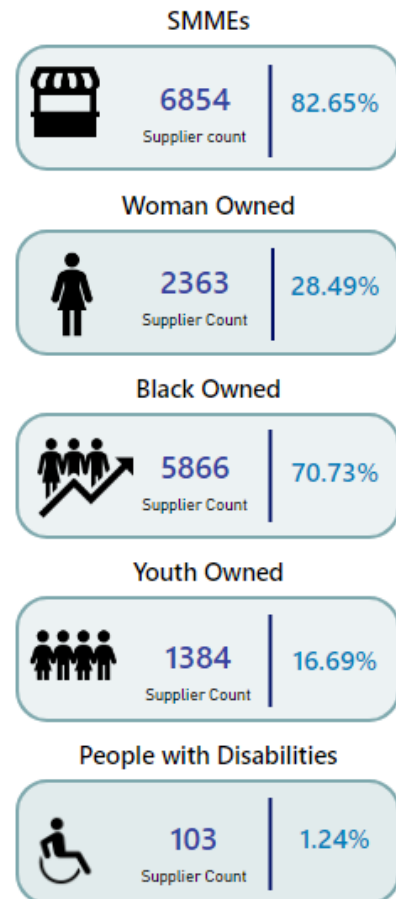 SMMEs
6854
82.65%
Supplier count
Woman Owned
2363
28.49%
Supplier Count
Black Owned
5866
70.73%
Supplier Count
Youth Owned
1384
16.69%
Supplier Count
People with Disabilities
103
1.24%
Supplier Count